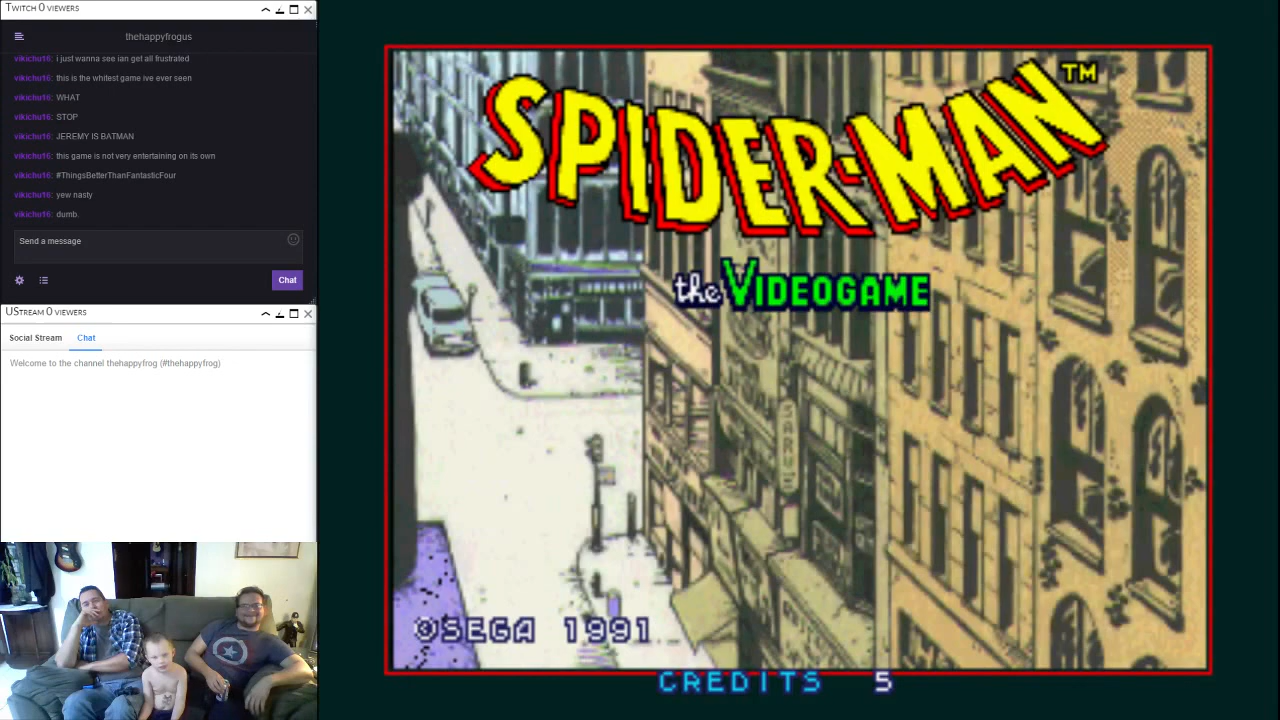 Twitch 0 viewers
thehappyfrogus
vikichu16: i just wanna see ian get all frustrated
vikichu16: this is the whitest game ive ever seen
vikichu16: WHAT
vikichu16: STOP
vikichu16: JEREMY IS BATMAN
vikichu16: this game is not very entertaining on its own
vikichu16: #ThingsBetterThanFantasticFour
vikichu16: yew nasty
vikichu16: dumb.
Send a message
Chat
UStream 0 viewers
Social Stream Chat
Welcome to the channel thehappyfrog (#thehappyfrog)
SPIDER-MAN™
the VIDEOGAME
©SEGA 1991
CREDITS 5